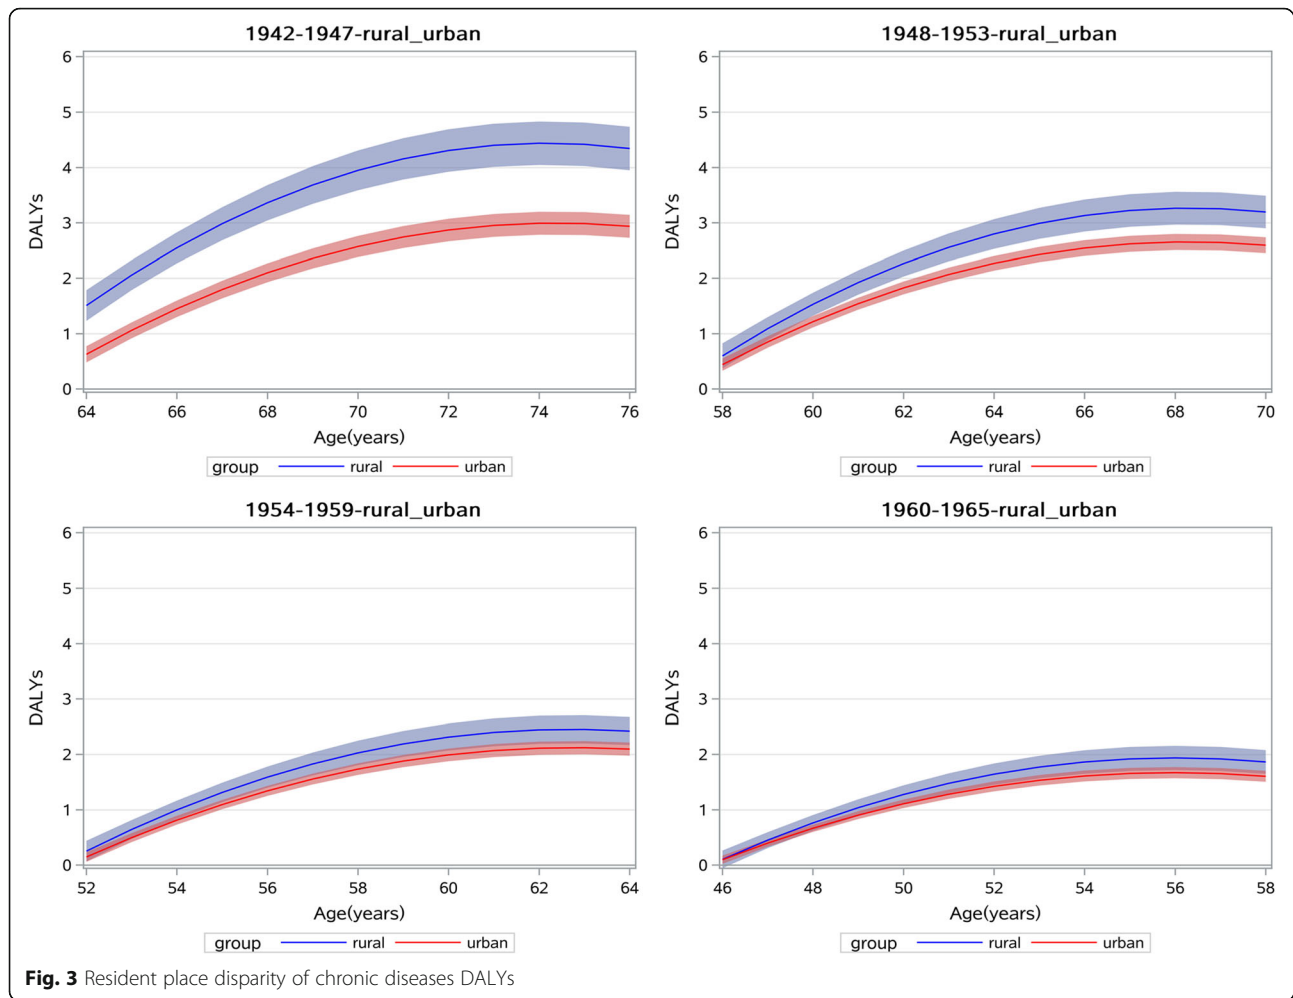 1942-1947-rural_urban
6
5
4
3
2
1
0
DALYs
64 66 68 70 72 74 76
Age(years)
group rural urban
1948-1953-rural_urban
6
5
4
3
2
1
0
DALYs
58 60 62 64 66 68 70
Age(years)
group rural urban
1954-1959-rural_urban
6
5
4
3
2
1
0
DALYs
52 54 56 58 60 62 64
Age(years)
group rural urban
1960-1965-rural_urban
6
5
4
3
2
1
0
DALYs
46 48 50 52 54 56 58
Age(years)
group rural urban
Fig. 3 Resident place disparity of chronic diseases DALYs